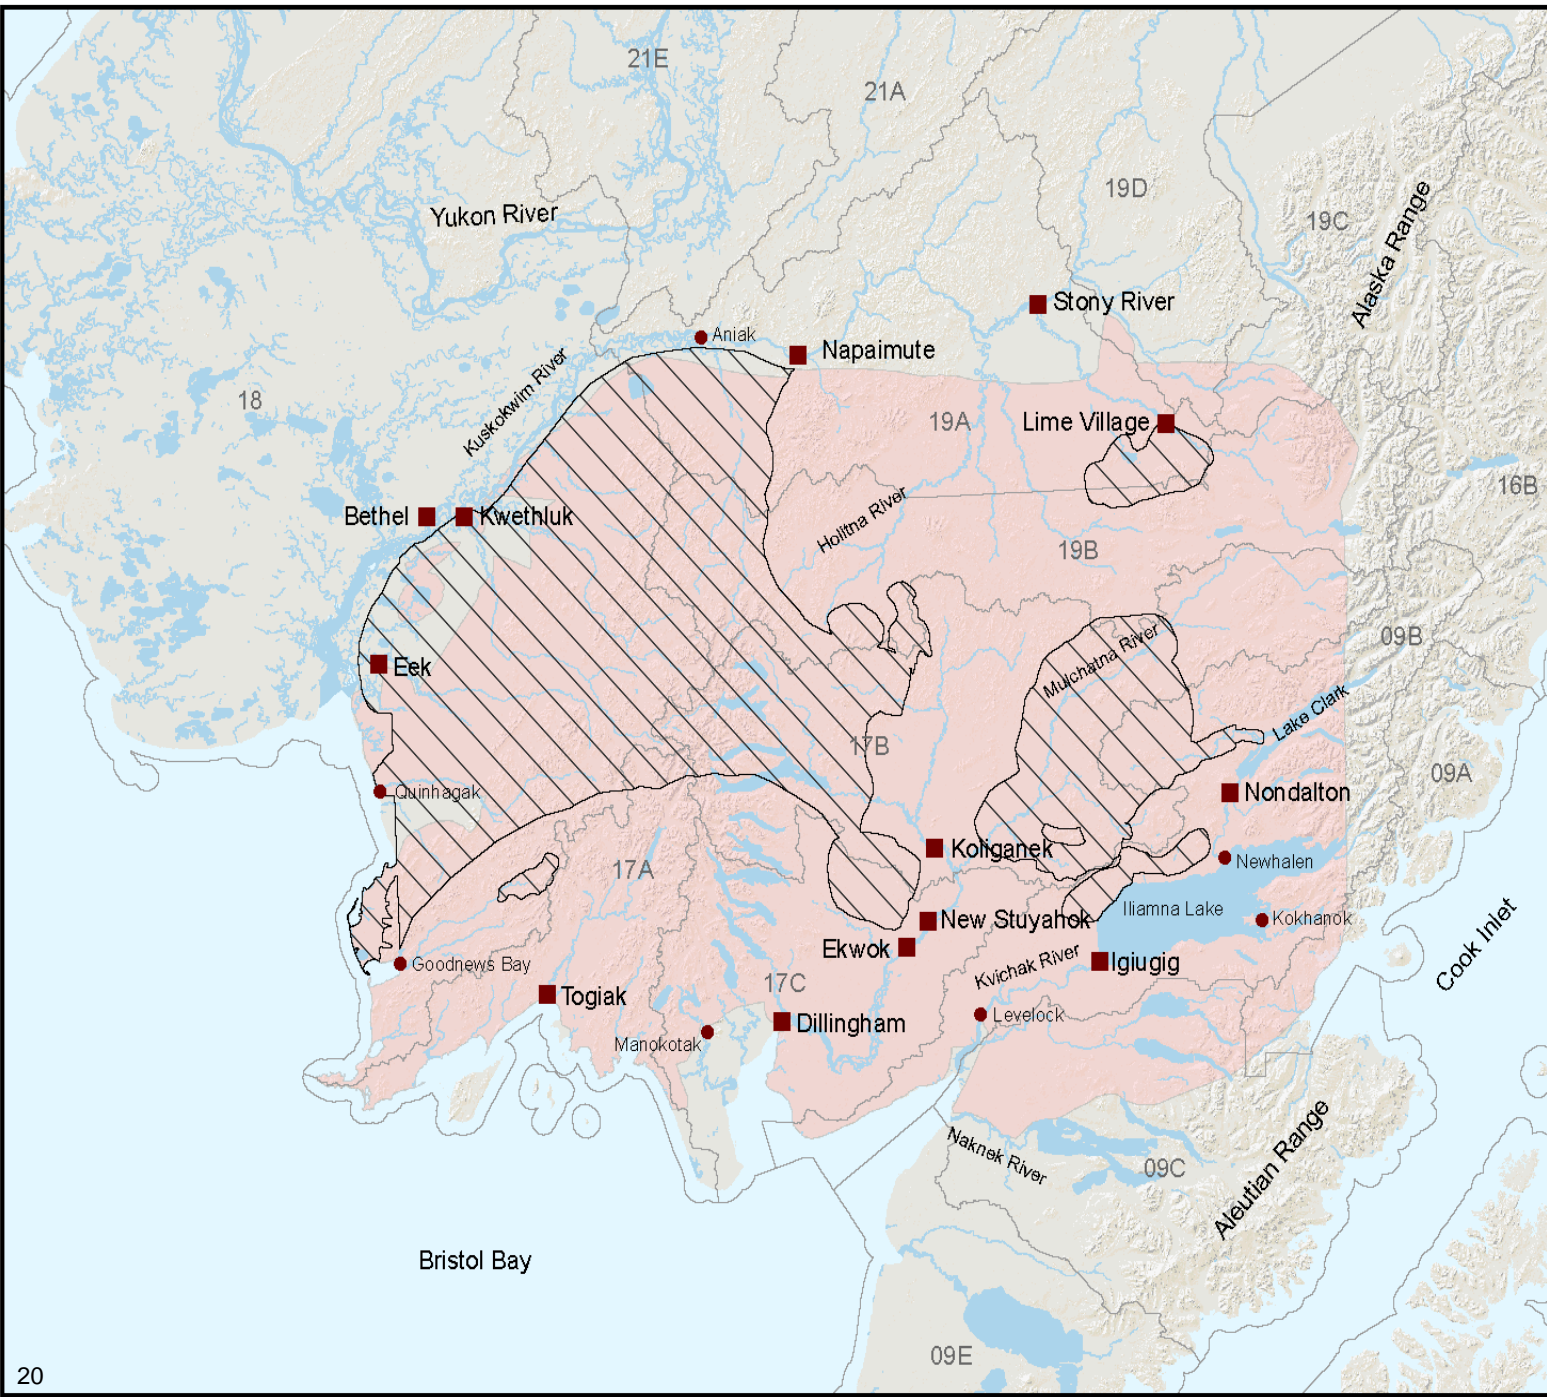 21E
21A
19D
19C
Alaska Range
Yukon River
Stony River
Aniak
Napaimute
Kuskokwim River
18
19A
Lime Village
16B
Holitna River
Bethel
Kwethluk
19B
09B
Mulchatna River
Eek
Lake Clark
17B
09A
Quinhagak
Nondalton
Koliganek
Newhalen
17A
Iliamna Lake
Kokhanok
New Stuyahok
Ekwok
Cook Inlet
Goodnews Bay
Kvichak River
Igiugig
17C
Togiak
Levelock
Dillingham
Manokotak
Naknek River
09C
Aleutian Range
Bristol Bay
09E
20